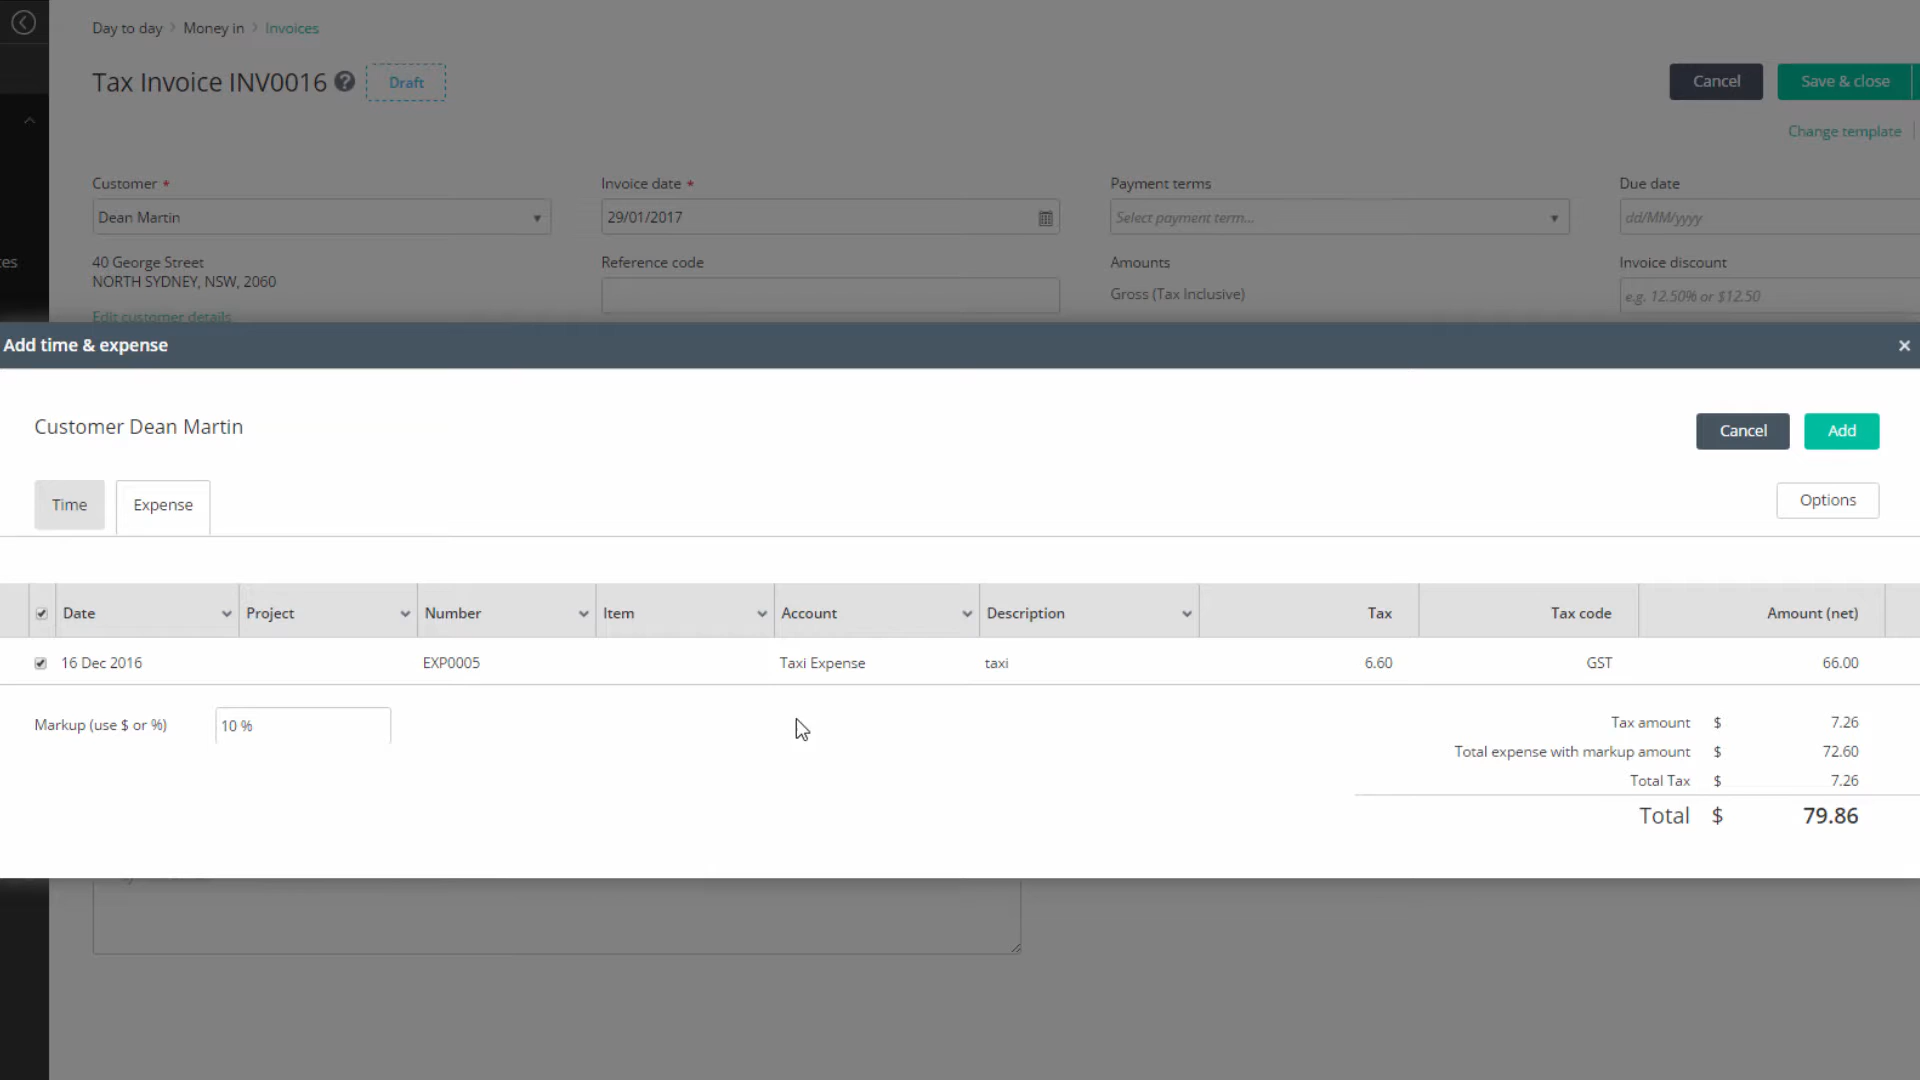 Day to day > Money in > Invoices
Tax Invoice INV0016 ? Draft
Cancel
Save & close
Change template
Customer *
Invoice date *
Payment terms
Due date
Dean Martin
29/01/2017
Select payment term...
dd/MM/yyyy
40 George Street
NORTH SYDNEY, NSW, 2060
Reference code
Amounts
Gross (Tax Inclusive)
Invoice discount
e.g. 12.50% or $12.50
Edit customer details
Add time & expense
×
Customer Dean Martin
Cancel
Add
Time
Expense
Options
Date Project Number Item Account Description Tax Tax code Amount (net)
16 Dec 2016 EXP0005 Taxi Expense taxi 6.60 GST 66.00
Markup (use $ or %) 10 %
Tax amount $ 7.26
Total expense with markup amount $ 72.60
Total Tax $ 7.26
Total $ 79.86